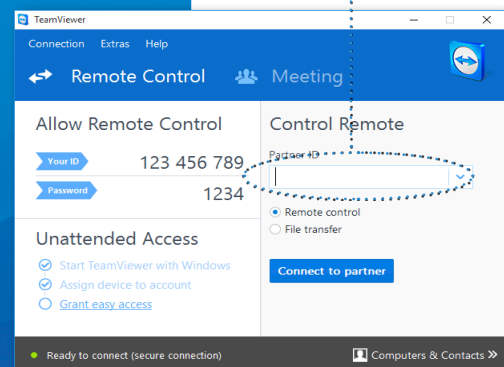 TeamViewer
Connection Extras Help
Remote Control Meeting
Allow Remote Control
Your ID 123 456 789
Password 1234
Unattended Access
Start TeamViewer with Windows
Assign device to account
Grant easy access
Control Remote
Partner ID
Remote control
File transfer
Connect to partner
Ready to connect (secure connection)
Computers & Contacts